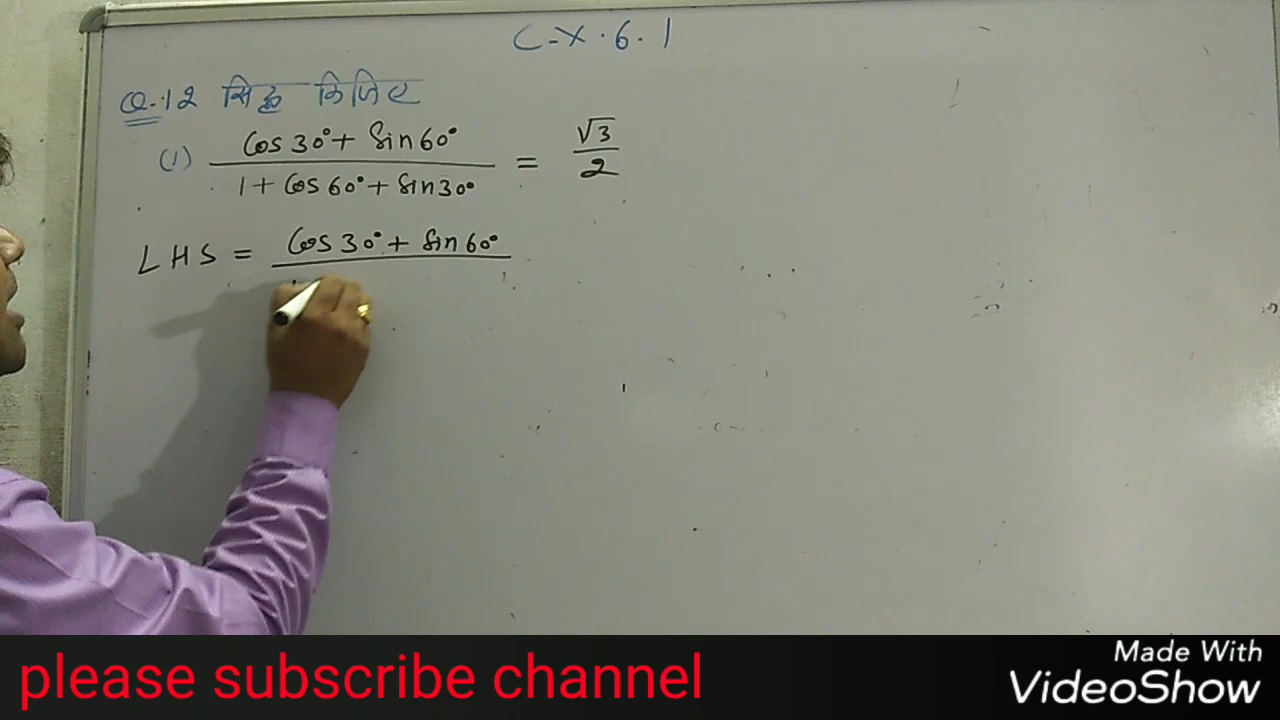 Ex. 6.1
Q.12 सिद्ध किजिए
(1) Cos 30° + Sin 60° / 1 + Cos 60° + Sin 30° = √3 / 2
LHS = Cos 30° + Sin 60°
please subscribe channel
Made With
VideoShow